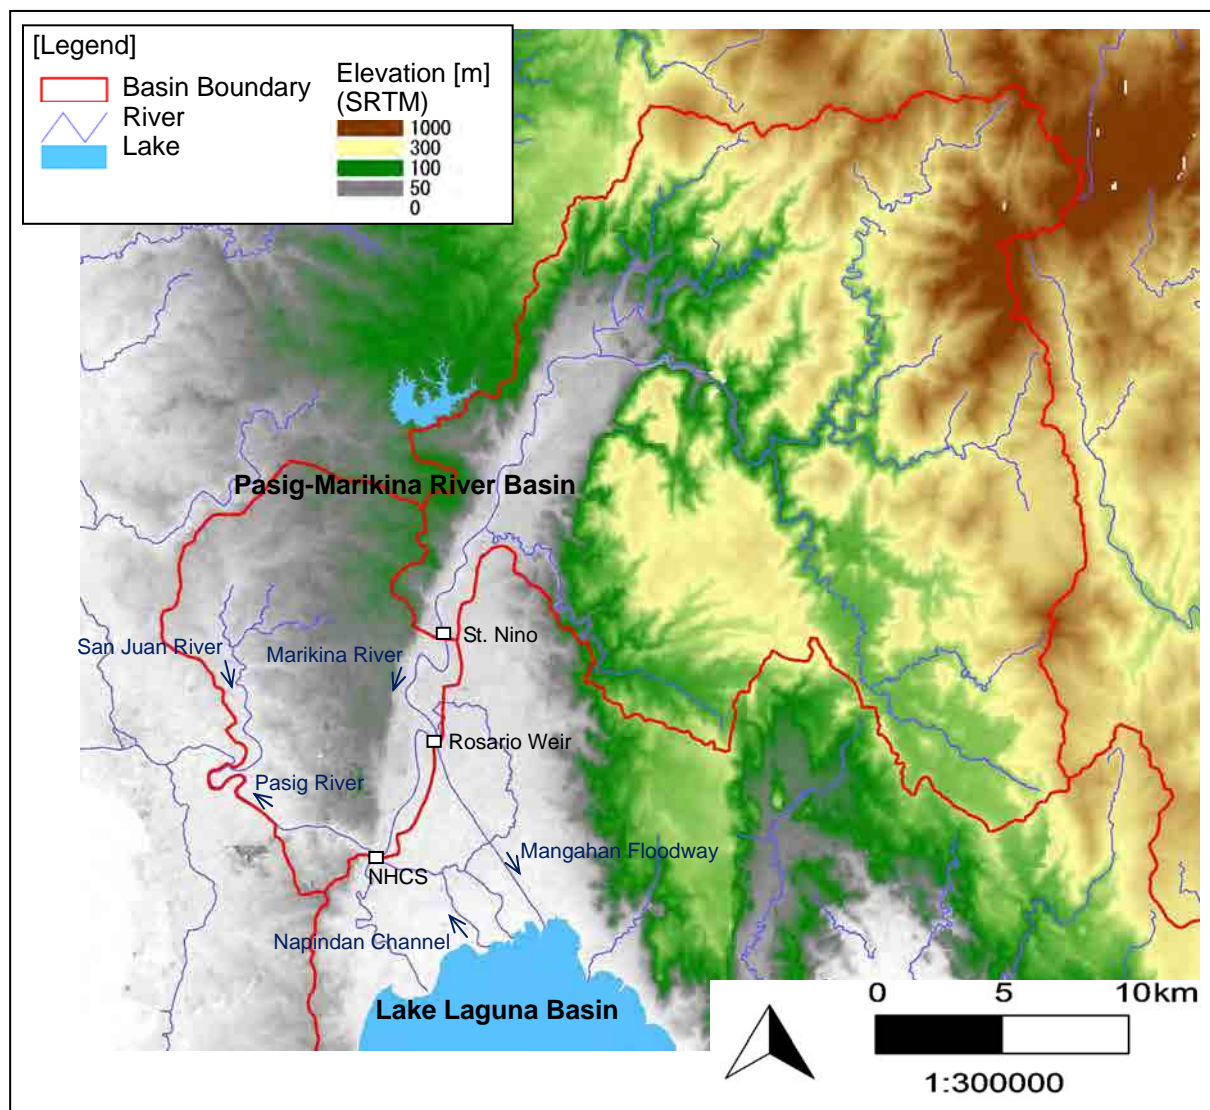 [Legend]
Basin Boundary
River
Lake
Elevation [m]
(SRTM)
1000
300
100
50
0
Pasig-Marikina River Basin
St. Nino
San Juan River
Marikina River
Rosario Weir
Pasig River
Mangahan Floodway
NHCS
Napindan Channel
Lake Laguna Basin
0 5 10km
1:300000